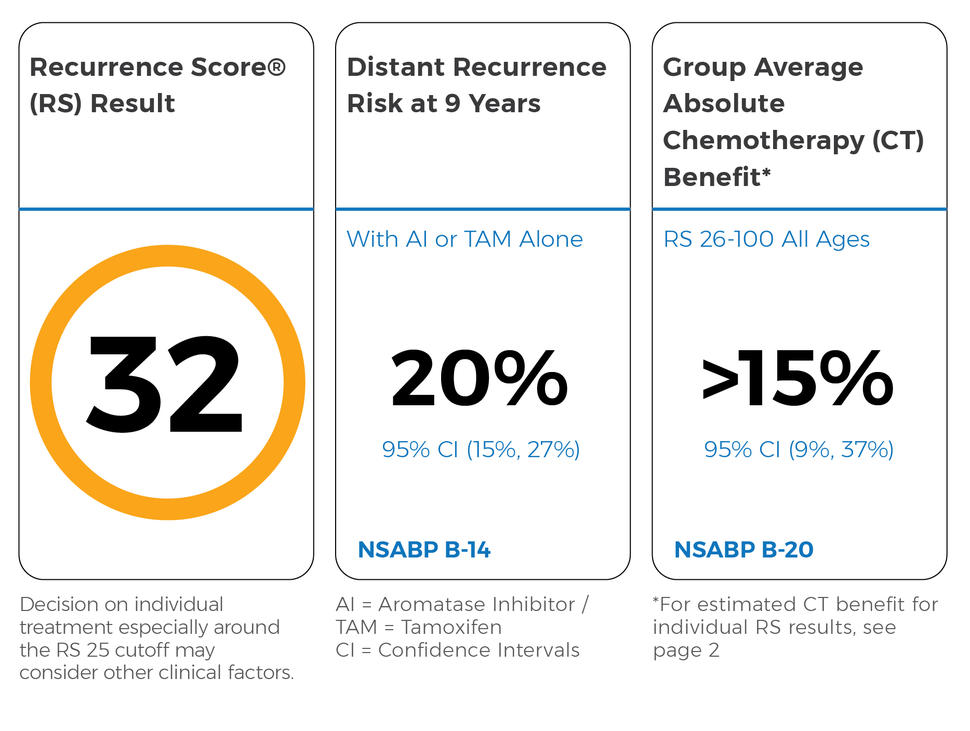 Recurrence Score®
(RS) Result
32
Decision on individual
treatment especially around
the RS 25 cutoff may
consider other clinical factors.
Distant Recurrence
Risk at 9 Years
With AI or TAM Alone
20%
95% CI (15%, 27%)
NSABP B-14
AI = Aromatase Inhibitor /
TAM = Tamoxifen
CI = Confidence Intervals
Group Average
Absolute
Chemotherapy (CT)
Benefit*
RS 26-100 All Ages
>15%
95% CI (9%, 37%)
NSABP B-20
*For estimated CT benefit for
individual RS results, see
page 2